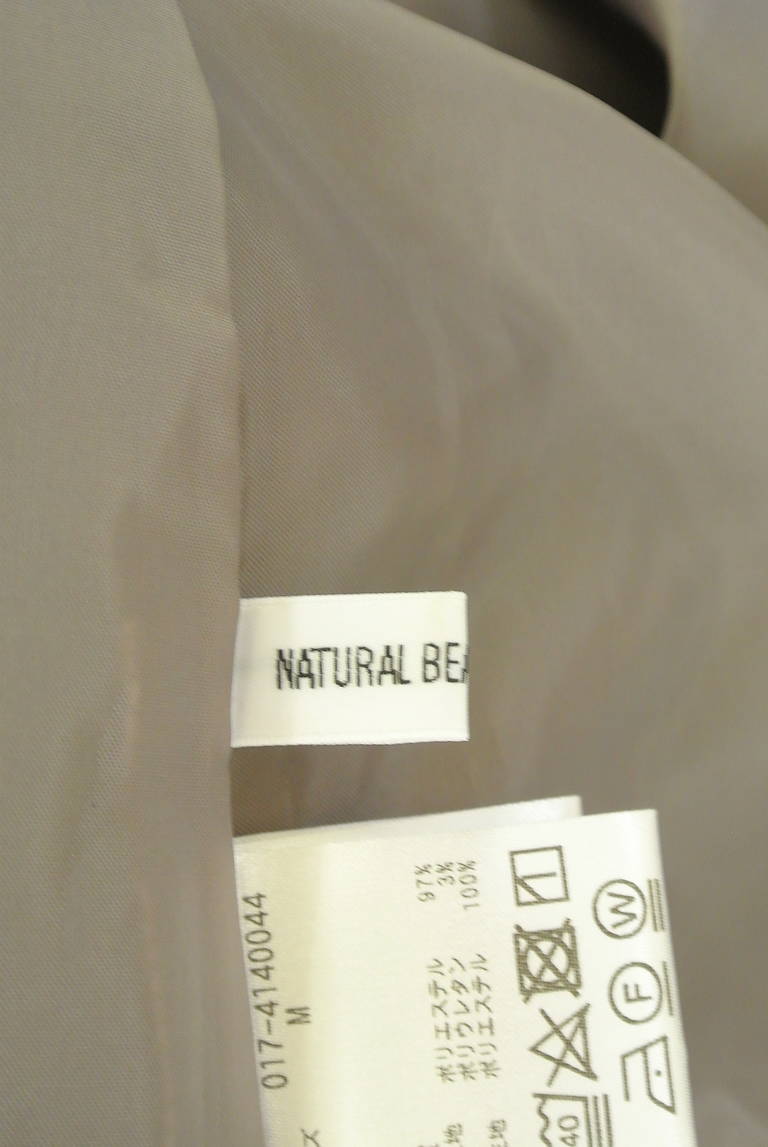 NATURAL BEA
017-4140044
M
ポリエステル 97%
ポリウレタン 3%
地 ポリエステル 100%
40
W
F